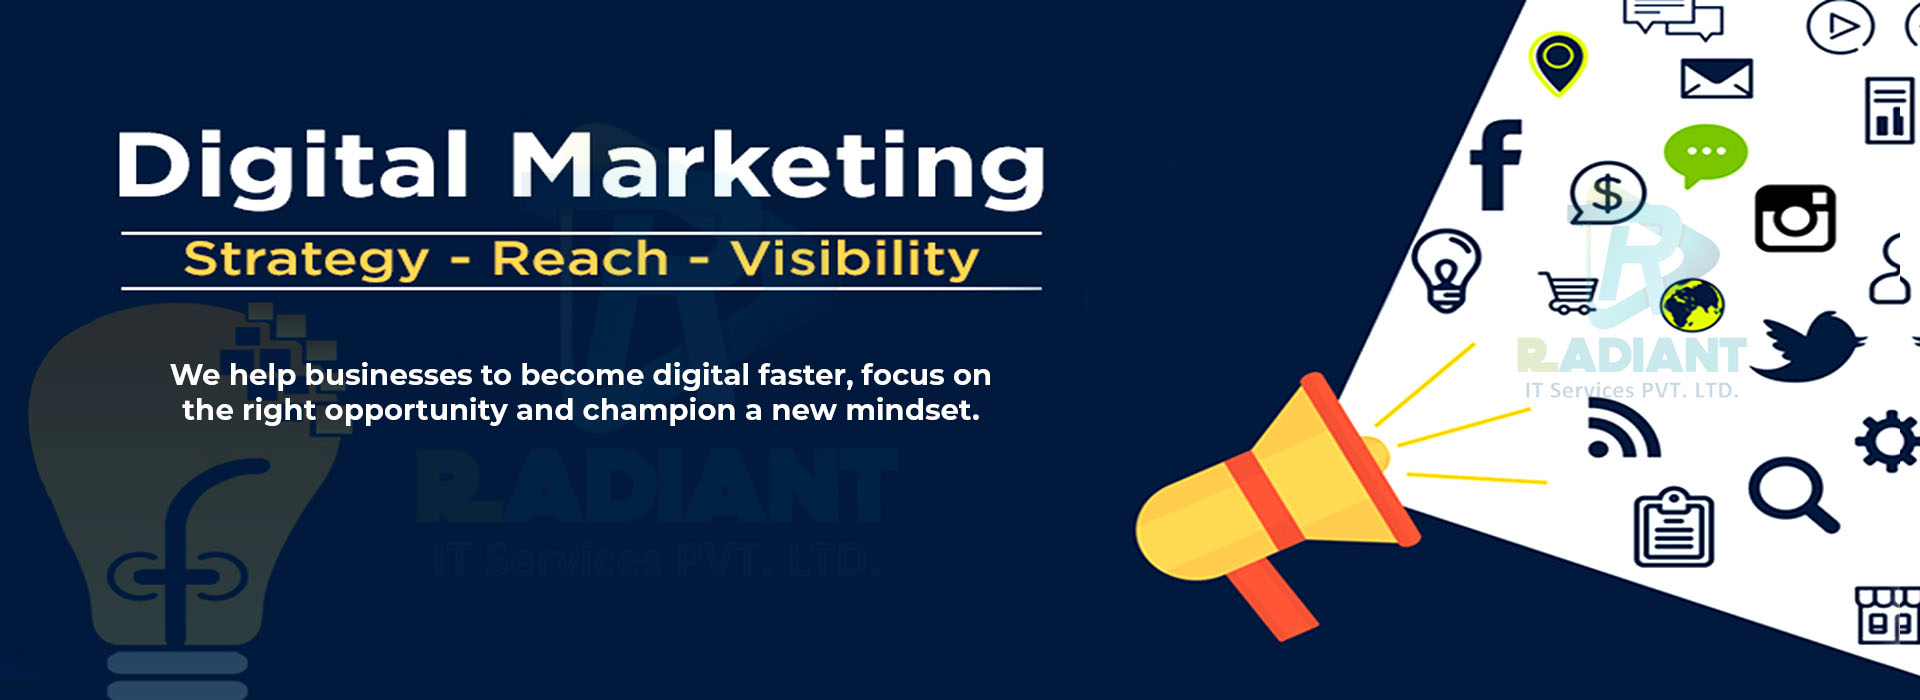 Digital Marketing
Strategy - Reach - Visibility
We help businesses to become digital faster, focus on
the right opportunity and champion a new mindset.
RADIANT
IT Services PVT. LTD.
RADIANT
IT Services PVT. LTD.